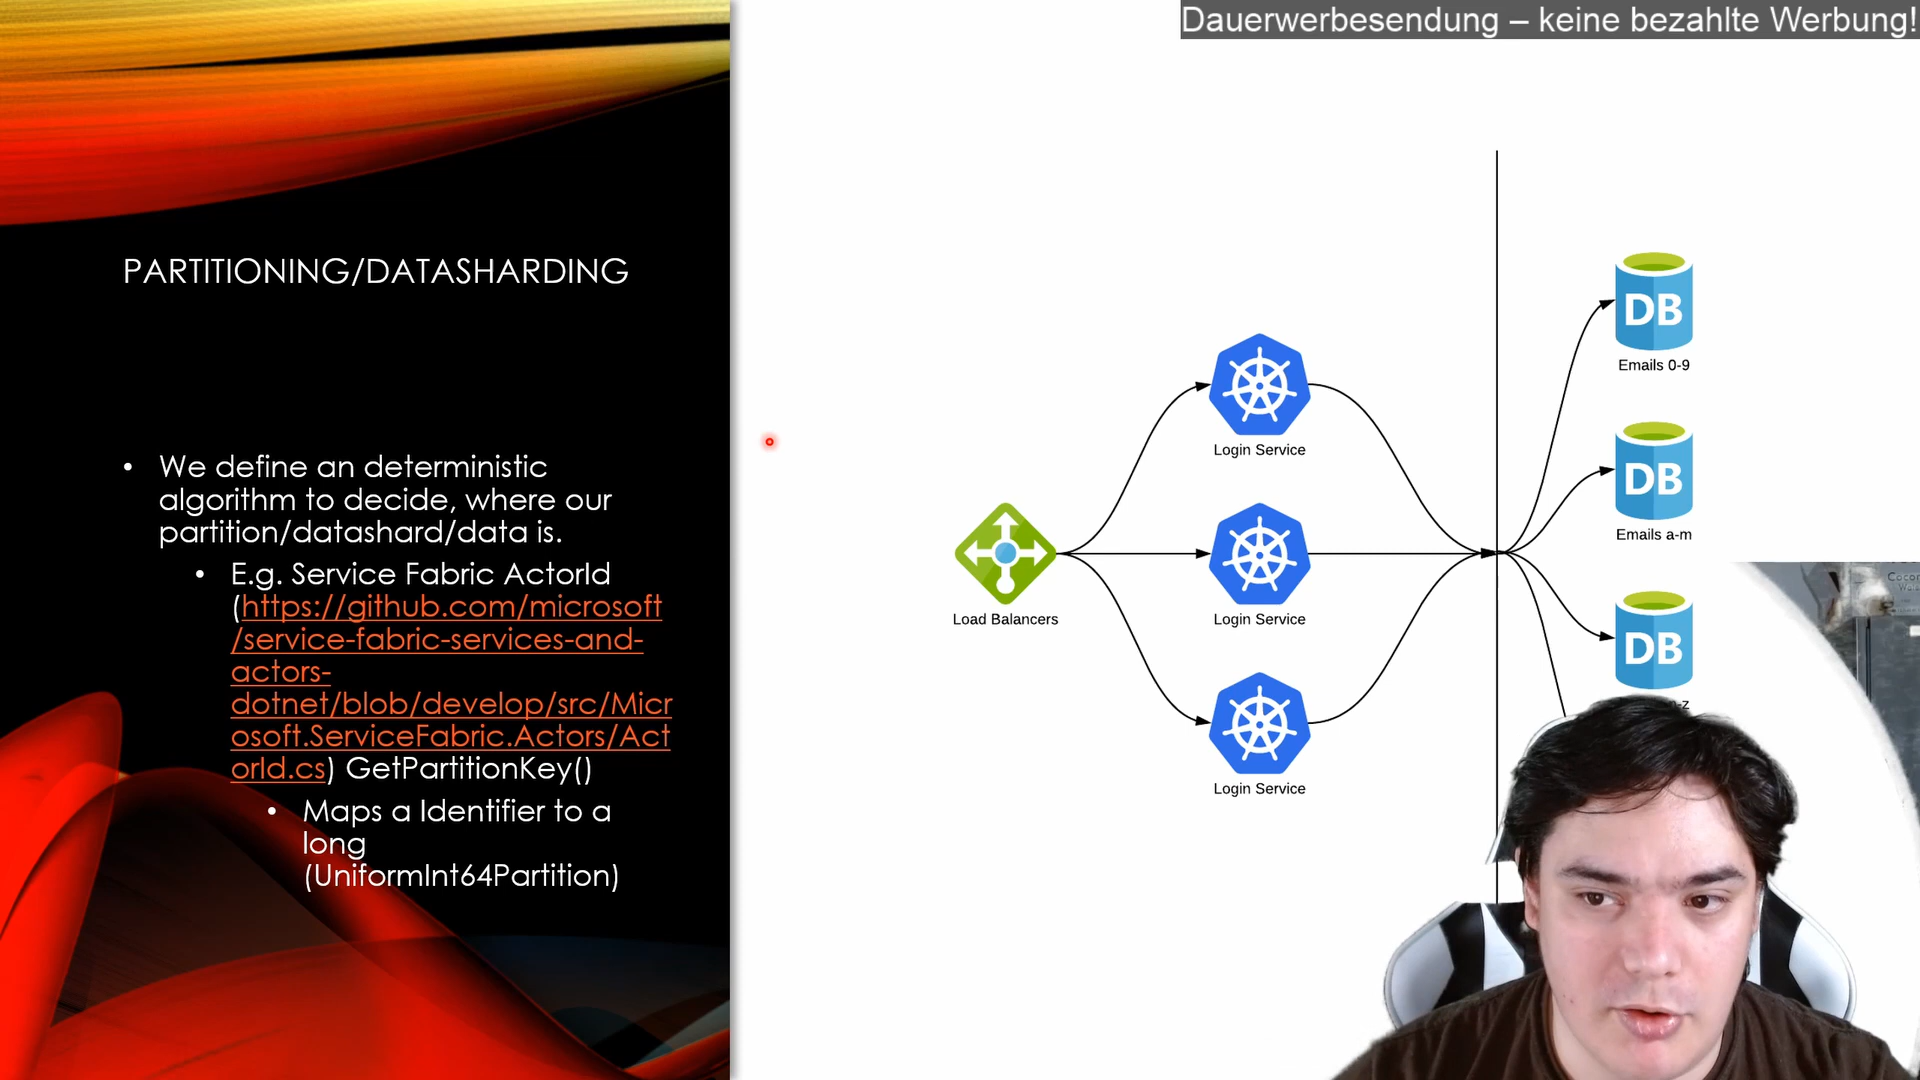 Dauerwerbesendung – keine bezahlte Werbung!
PARTITIONING/DATASHARDING
• We define an deterministic
algorithm to decide, where our
partition/datashard/data is.
• E.g. Service Fabric ActorId
(https://github.com/microsoft
/service-fabric-services-and-
actors-
dotnet/blob/develop/src/Micr
osoft.ServiceFabric.Actors/Act
orId.cs) GetPartitionKey()
• Maps a Identifier to a
long
(UniformInt64Partition)
Load Balancers
Login Service
Login Service
Login Service
DB
Emails 0-9
DB
Emails a-m
DB